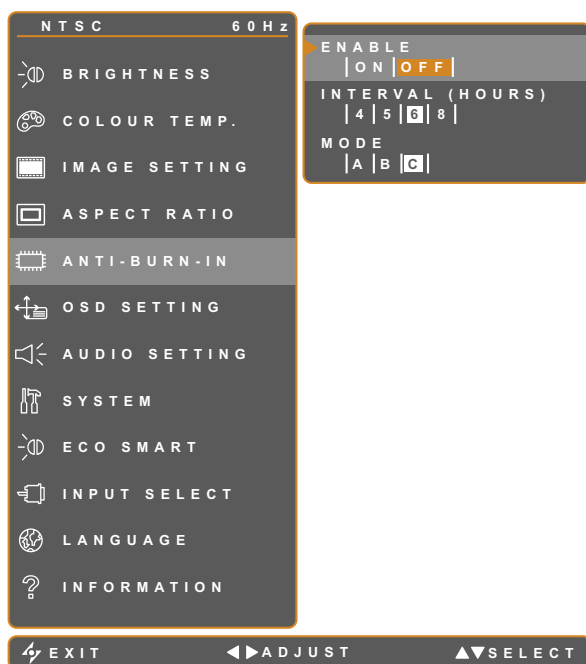 NTSC 60Hz
BRIGHTNESS
COLOUR TEMP.
IMAGE SETTING
ASPECT RATIO
ANTI-BURN-IN
OSD SETTING
AUDIO SETTING
SYSTEM
ECO SMART
INPUT SELECT
LANGUAGE
INFORMATION
ENABLE
ON OFF
INTERVAL (HOURS)
4 5 6 8
MODE
A B C
EXIT ADJUST SELECT